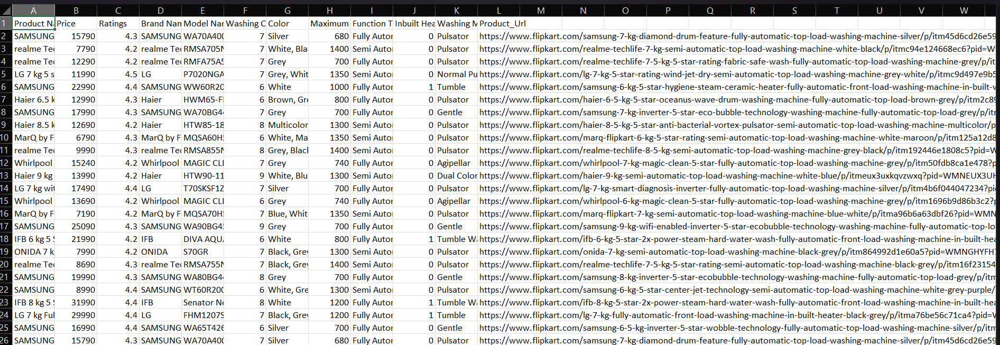 A B C D E F G H I J K L M N O P Q R S T U V W
1 Product N Price Ratings Brand Nan Model Nar Washing C Color Maximum Function T Inbuilt Hea Washing M Product_Url
2 SAMSUNG 15790 4.3 SAMSUNG WA70A400 7 Silver 680 Fully Autor 0 Pulsator https://www.flipkart.com/samsung-7-kg-diamond-drum-feature-fully-automatic-top-load-washing-machine-silver/p/itm45d6cd26e59
3 realme Tec 7790 4.2 realme Tec RMSA705N 7 White, Bla 1400 Semi Autor 0 Pulsator https://www.flipkart.com/realme-techlife-7-kg-semi-automatic-top-load-washing-machine-white-black/p/itmc94e124668ec6?pid=W
4 realme Tec 12290 4.2 realme Tec RMFA75A5 7 Grey 700 Fully Autor 0 Pulsator https://www.flipkart.com/realme-techlife-7-5-kg-5-star-rating-fabric-safe-wash-fully-automatic-top-load-washing-machine-grey/p/it
5 LG 7 kg 5 s 11990 4.5 LG P7020NGA 7 Grey, Whit 1350 Semi Autor 0 Normal Pu https://www.flipkart.com/lg-7-kg-5-star-rating-wind-jet-dry-semi-automatic-top-load-washing-machine-grey-white/p/itmc9d497e9b5
6 SAMSUNG 22990 4.4 SAMSUNG WW60R20 6 White 1000 Fully Autor 1 Tumble https://www.flipkart.com/samsung-6-kg-5-star-hygiene-steam-ceramic-heater-fully-automatic-front-load-washing-machine-in-built-w
7 Haier 6.5 k 12990 4.3 Haier HWM65-FI 6 Brown, Gre 800 Fully Autor 0 Pulsator https://www.flipkart.com/haier-6-5-kg-5-star-oceanus-wave-drum-washing-machine-fully-automatic-top-load-brown-grey/p/itm2c89
8 SAMSUNG 17990 4.3 SAMSUNG WA70BG44 7 Grey 700 Fully Autor 0 Gentle https://www.flipkart.com/samsung-7-kg-inverter-5-star-eco-bubble-technology-washing-machine-fully-automatic-top-load-grey/p/itr
9 Haier 8.5 k 12690 4.2 Haier HTW85-18 8 Multicolor 1300 Semi Autor 0 Pulsator https://www.flipkart.com/haier-8-5-kg-5-star-anti-bacterial-vortex-pulsator-semi-automatic-top-load-washing-machine-multicolor/p
10 MarQ by F 6790 4.3 MarQ by F MQSA60H5 6 White, Ma 1350 Semi Autor 0 Pulsator https://www.flipkart.com/marq-flipkart-6-kg-5-star-rating-semi-automatic-top-load-washing-machine-white-maroon/p/itm125a12d8
11 realme Tec 9990 4.3 realme Tec RMSA855N 8 Grey, Blacl 1400 Semi Autor 0 Pulsator https://www.flipkart.com/realme-techlife-8-5-kg-semi-automatic-top-load-washing-machine-grey-black/p/itm192446e1808c5?pid=W
12 Whirlpool 15240 4.2 Whirlpool MAGIC CLI 7 Grey 740 Fully Autor 0 Agipellar https://www.flipkart.com/whirlpool-7-kg-magic-clean-5-star-fully-automatic-top-load-washing-machine-grey/p/itm50fdb8ca1e478?p
13 Haier 9 kg 13990 4.2 Haier HTW90-11 9 White, Blu 1300 Semi Autor 0 Dual Color https://www.flipkart.com/haier-9-kg-semi-automatic-top-load-washing-machine-white-blue/p/itmeux3uxkqvzwxq?pid=WMNEUX3UH
14 LG 7 kg wit 17490 4.4 LG T70SKSF1Z 7 Silver 700 Fully Autor 0 Pulsator https://www.flipkart.com/lg-7-kg-smart-diagnosis-inverter-fully-automatic-top-load-washing-machine-silver/p/itm4b6f044047234?pi
15 Whirlpool 13690 4.2 Whirlpool MAGIC CLI 6 Grey 740 Fully Autor 0 Agipellar https://www.flipkart.com/whirlpool-6-kg-magic-clean-5-star-fully-automatic-top-load-washing-machine-grey/p/itm1696b9d86b3c2?p
16 MarQ by F 7190 4.2 MarQ by F MQSA70H5 7 Blue, Whit 1350 Semi Autor 0 Pulsator https://www.flipkart.com/marq-flipkart-7-kg-semi-automatic-top-load-washing-machine-blue-white/p/itma96b6a63dbf26?pid=WMN
17 SAMSUNG 25090 4.3 SAMSUNG WA90BG45 9 Grey 700 Fully Autor 0 Gentle https://www.flipkart.com/samsung-9-kg-wifi-enabled-inverter-5-star-ecobubble-technology-washing-machine-fully-automatic-top-lo
18 IFB 6 kg 5 S 21990 4.2 IFB DIVA AQUA 6 White 800 Fully Autor 1 Tumble Wa https://www.flipkart.com/ifb-6-kg-5-star-2x-power-steam-hard-water-wash-fully-automatic-front-load-washing-machine-in-built-hea
19 ONIDA 7 k 7990 4.2 ONIDA S70GR 7 Black, Grey 1300 Semi Autor 0 Pulsator https://www.flipkart.com/onida-7-kg-semi-automatic-top-load-washing-machine-black-grey/p/itm864992d1e60a5?pid=WMNGHYFH
20 realme Tec 8690 4.3 realme Tec RMSA755N 7 Black, Grey 1400 Semi Autor 0 Pulsator https://www.flipkart.com/realme-techlife-7-5-kg-5-star-rating-semi-automatic-top-load-washing-machine-black-grey/p/itm16f23154
21 SAMSUNG 19990 4.3 SAMSUNG WA80BG44 8 Grey 700 Fully Autor 0 Gentle https://www.flipkart.com/samsung-8-kg-inverter-5-star-ecobubble-technology-washing-machine-fully-automatic-top-load-grey/p/itm
22 SAMSUNG 8990 4.4 SAMSUNG WT60R200 6 White, Gre 1300 Semi Autor 0 Pulsator https://www.flipkart.com/samsung-6-kg-5-star-center-jet-technology-semi-automatic-top-load-washing-machine-white-grey-purple/
23 IFB 8 kg 5 S 31990 4.4 IFB Senator Ne 8 White 1200 Fully Autor 1 Tumble Wa https://www.flipkart.com/ifb-8-kg-5-star-2x-power-steam-hard-water-wash-fully-automatic-front-load-washing-machine-in-built-hea
24 LG 7 kg Ful 29990 4.4 LG FHM1207S 7 Black, Grey 1200 Fully Autor 1 Tumble https://www.flipkart.com/lg-7-kg-fully-automatic-front-load-washing-machine-in-built-heater-black-grey/p/itma76be56c71ca4?pid=V
25 SAMSUNG 16990 4.4 SAMSUNG WA65T426 6 Silver 700 Fully Autor 0 Gentle https://www.flipkart.com/samsung-6-5-kg-inverter-5-star-wobble-technology-fully-automatic-top-load-washing-machine-silver/p/itm
26 SAMSUNG 15790 4.3 SAMSUNG WA70A400 7 Silver 680 Fully Autor 0 Pulsator https://www.flipkart.com/samsung-7-kg-diamond-drum-feature-fully-automatic-top-load-washing-machine-silver/p/itm45d6cd26e59